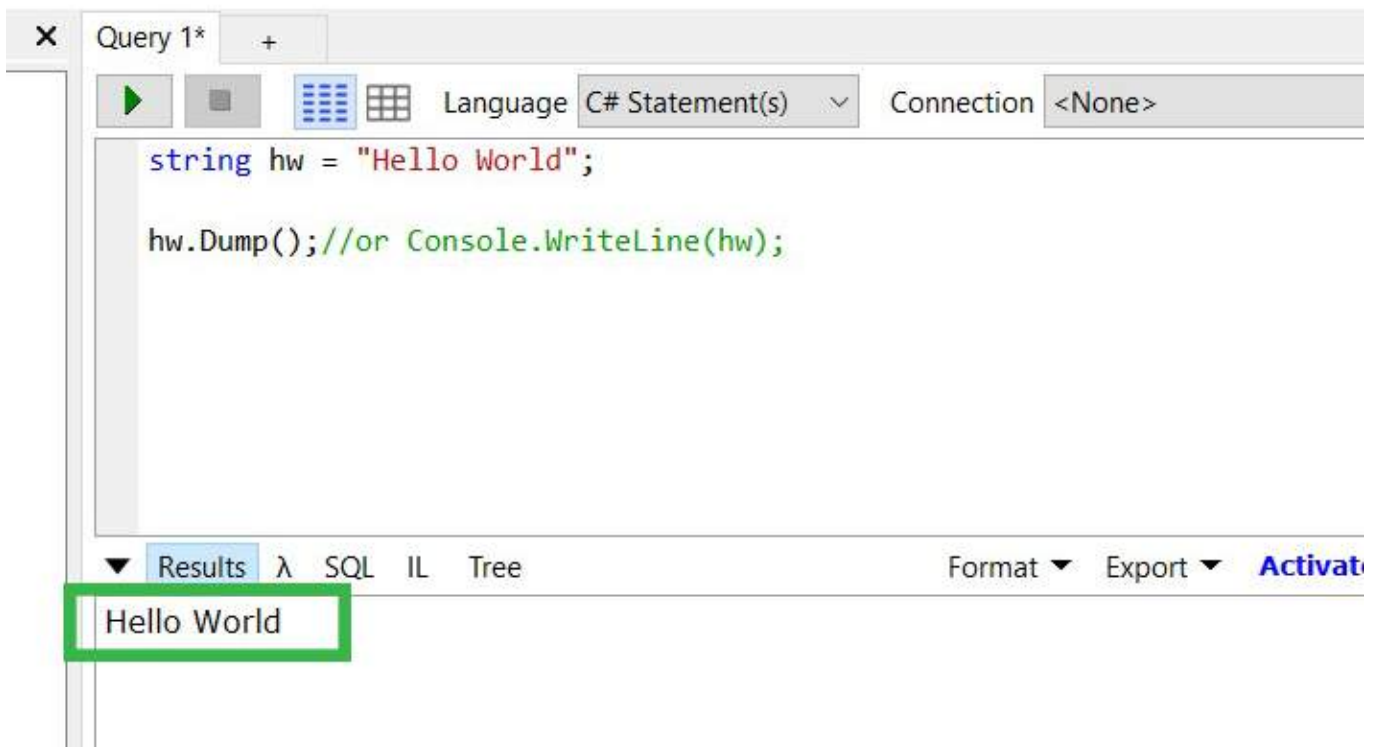 Query 1* +
Language C# Statement(s) Connection <None>
string hw = "Hello World";
hw.Dump();//or Console.WriteLine(hw);
Results λ SQL IL Tree Format Export
Hello World